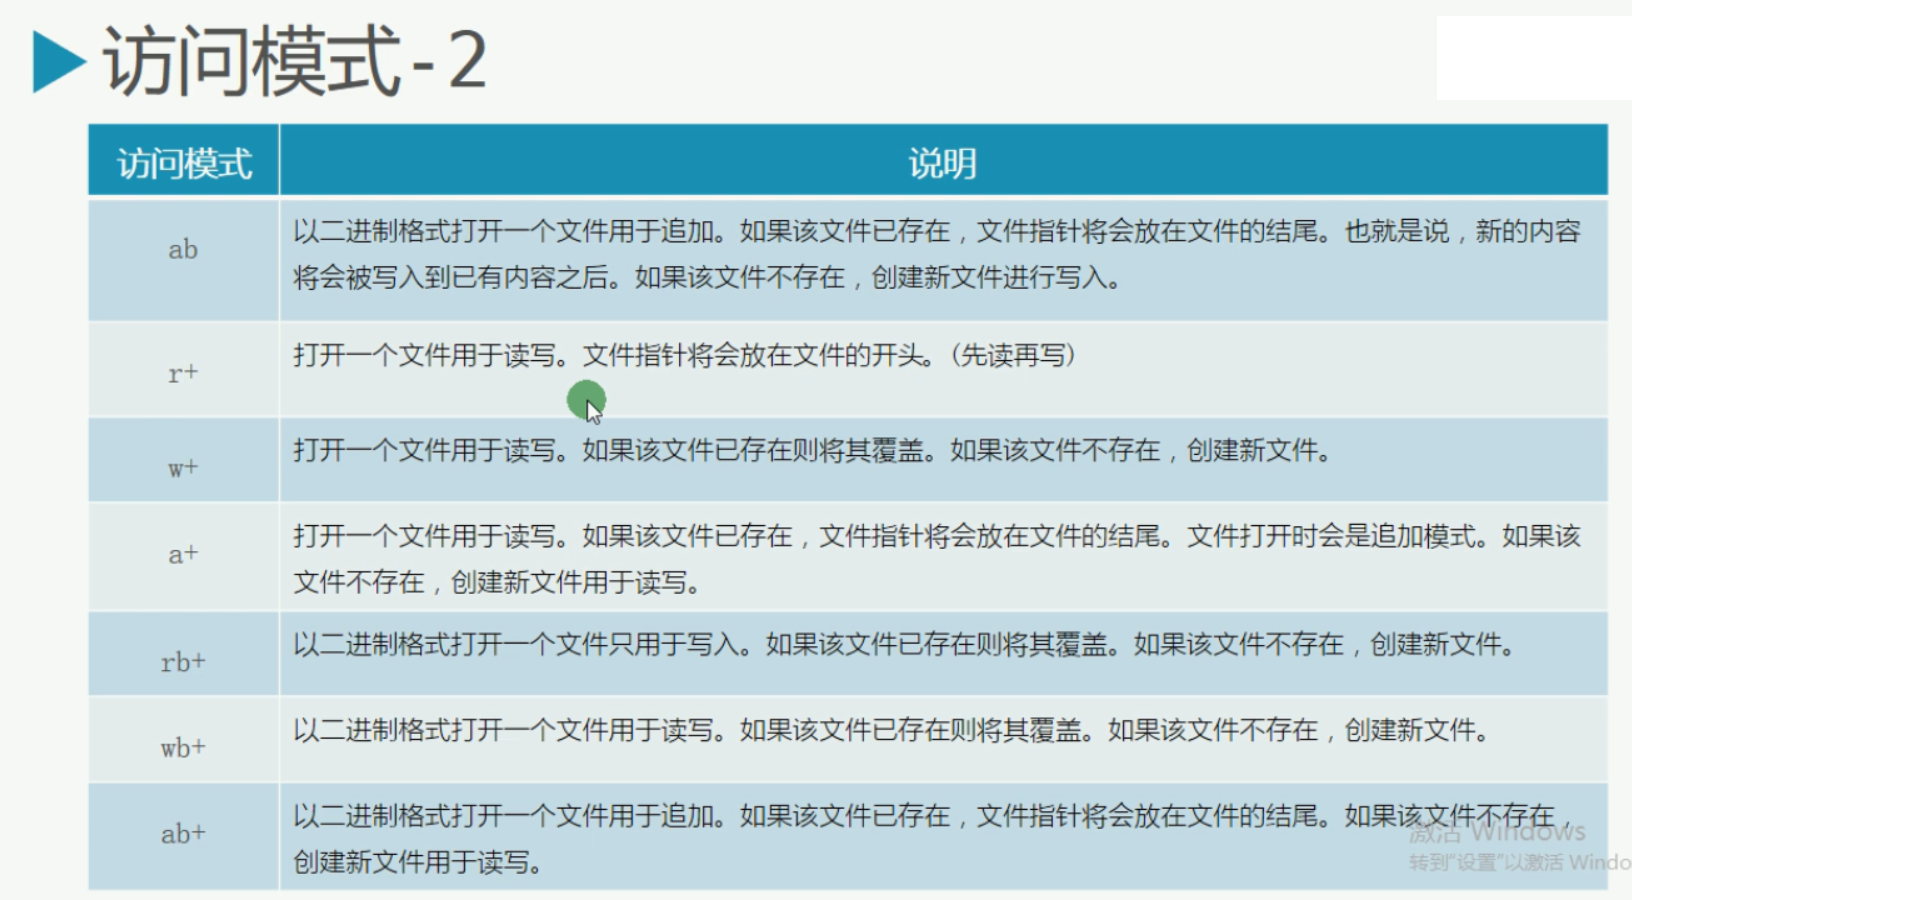 访问模式-2
访问模式 说明
ab
以二进制格式打开一个文件用于追加。如果该文件已存在，文件指针将会放在文件的结尾。也就是说，新的内容
将会被写入到已有内容之后。如果该文件不存在，创建新文件进行写入。
r+
打开一个文件用于读写。文件指针将会放在文件的开头。（先读再写）
w+
打开一个文件用于读写。如果该文件已存在则将其覆盖。如果该文件不存在，创建新文件。
a+
打开一个文件用于读写。如果该文件已存在，文件指针将会放在文件的结尾。文件打开时会是追加模式。如果该
文件不存在，创建新文件用于读写。
rb+
以二进制格式打开一个文件只用于写入。如果该文件已存在则将其覆盖。如果该文件不存在，创建新文件。
wb+
以二进制格式打开一个文件用于读写。如果该文件已存在则将其覆盖。如果该文件不存在，创建新文件。
ab+
以二进制格式打开一个文件用于追加。如果该文件已存在，文件指针将会放在文件的结尾。如果该文件不存在，
创建新文件用于读写。
激活 Windows
转到"设置"以激活 Windo